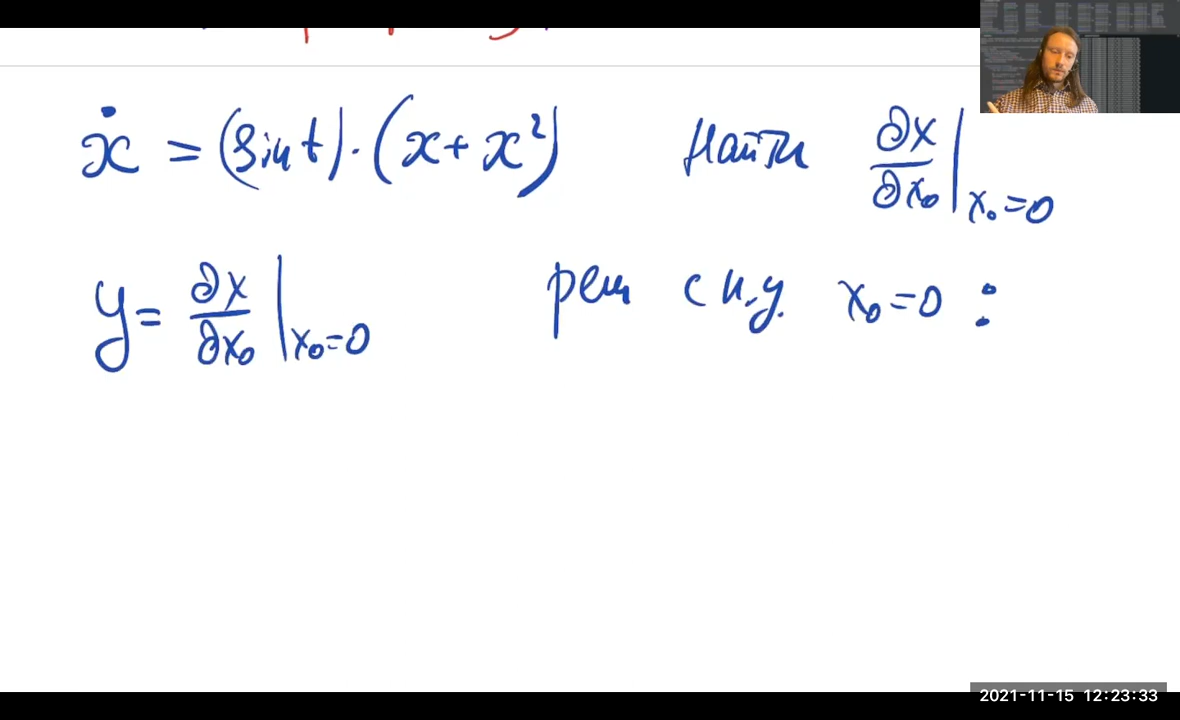 ẋ = (sin t) · (x + x²) Найти ∂x/∂x₀ |x₀=0
y = ∂x/∂x₀ |x₀=0 реш с н.у. x₀ = 0 :
2021-11-15 12:23:33